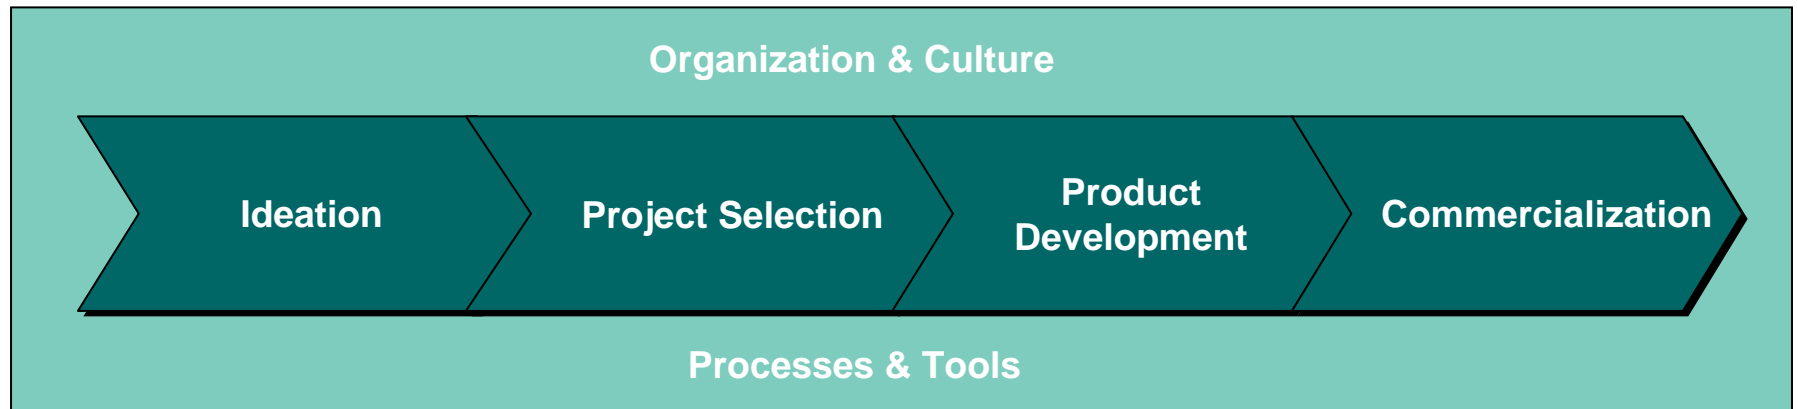 Organization & Culture
Ideation
Project Selection
Product
Development
Commercialization
Processes & Tools